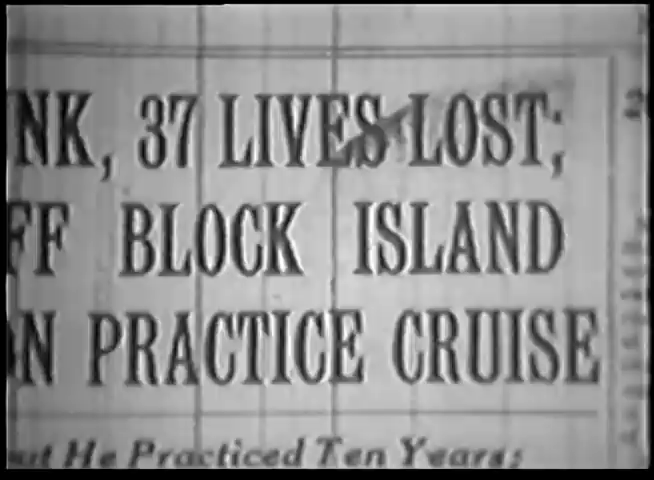 NK, 37 LIVES LOST;
FF BLOCK ISLAND
N PRACTICE CRUISE
He Practiced Ten Years;